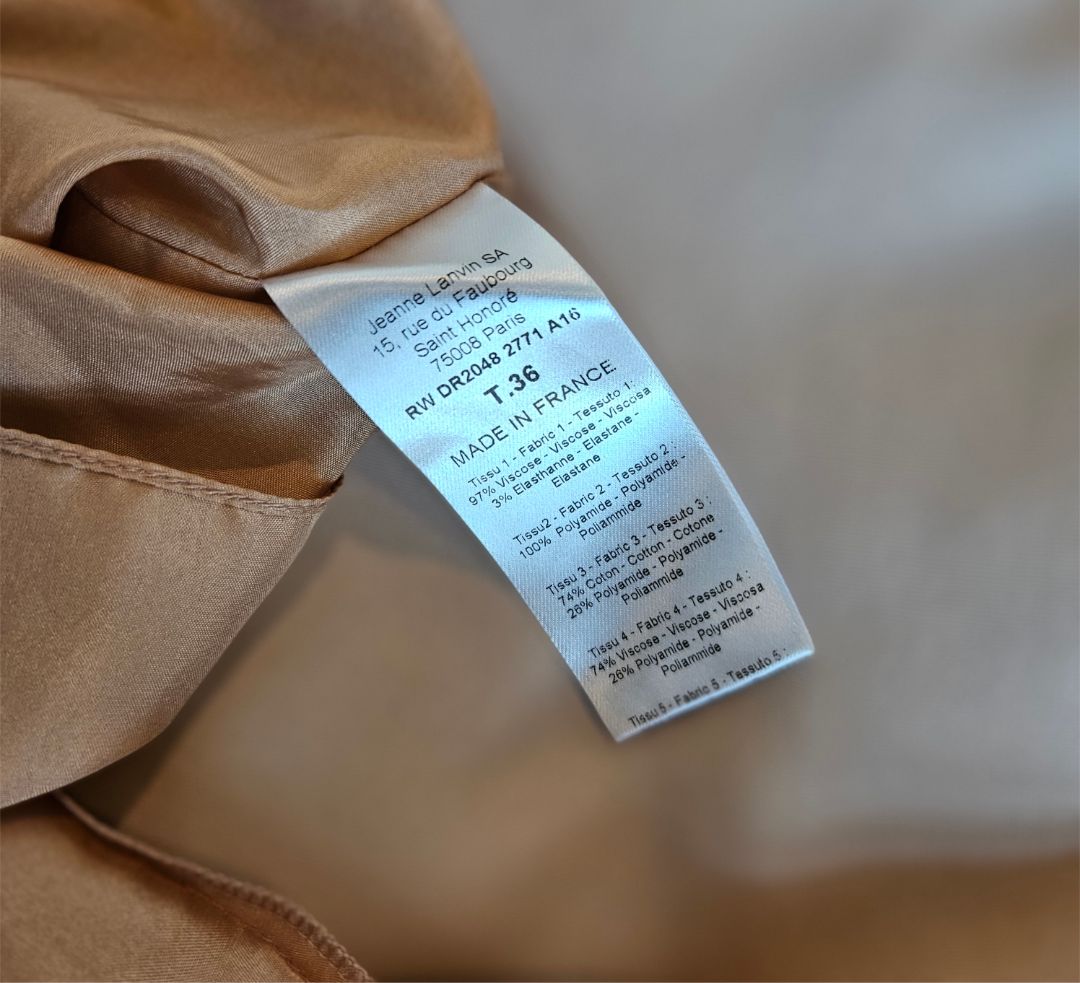 Jeanne Lanvin SA
15, rue du Faubourg
Saint Honoré
75008 Paris
RW DR2048 2771 A16
T.36
MADE IN FRANCE
Tissu 1 - Fabric 1 - Tessuto 1:
97% Viscose - Viscose - Viscosa
3% Elasthanne - Elastane -
Elastane
Tissu2 - Fabric 2 - Tessuto 2 :
100% Polyamide - Polyamide -
Poliammide
Tissu 3 - Fabric 3 - Tessuto 3 :
74% Coton - Cotton - Cotone
26% Polyamide - Polyamide -
Poliammide
Tissu 4 - Fabric 4 - Tessuto 4 :
74% Viscose - Viscose - Viscosa
26% Polyamide - Polyamide -
Poliammide
Tissu 5 - Fabric 5 - Tessuto 5 :